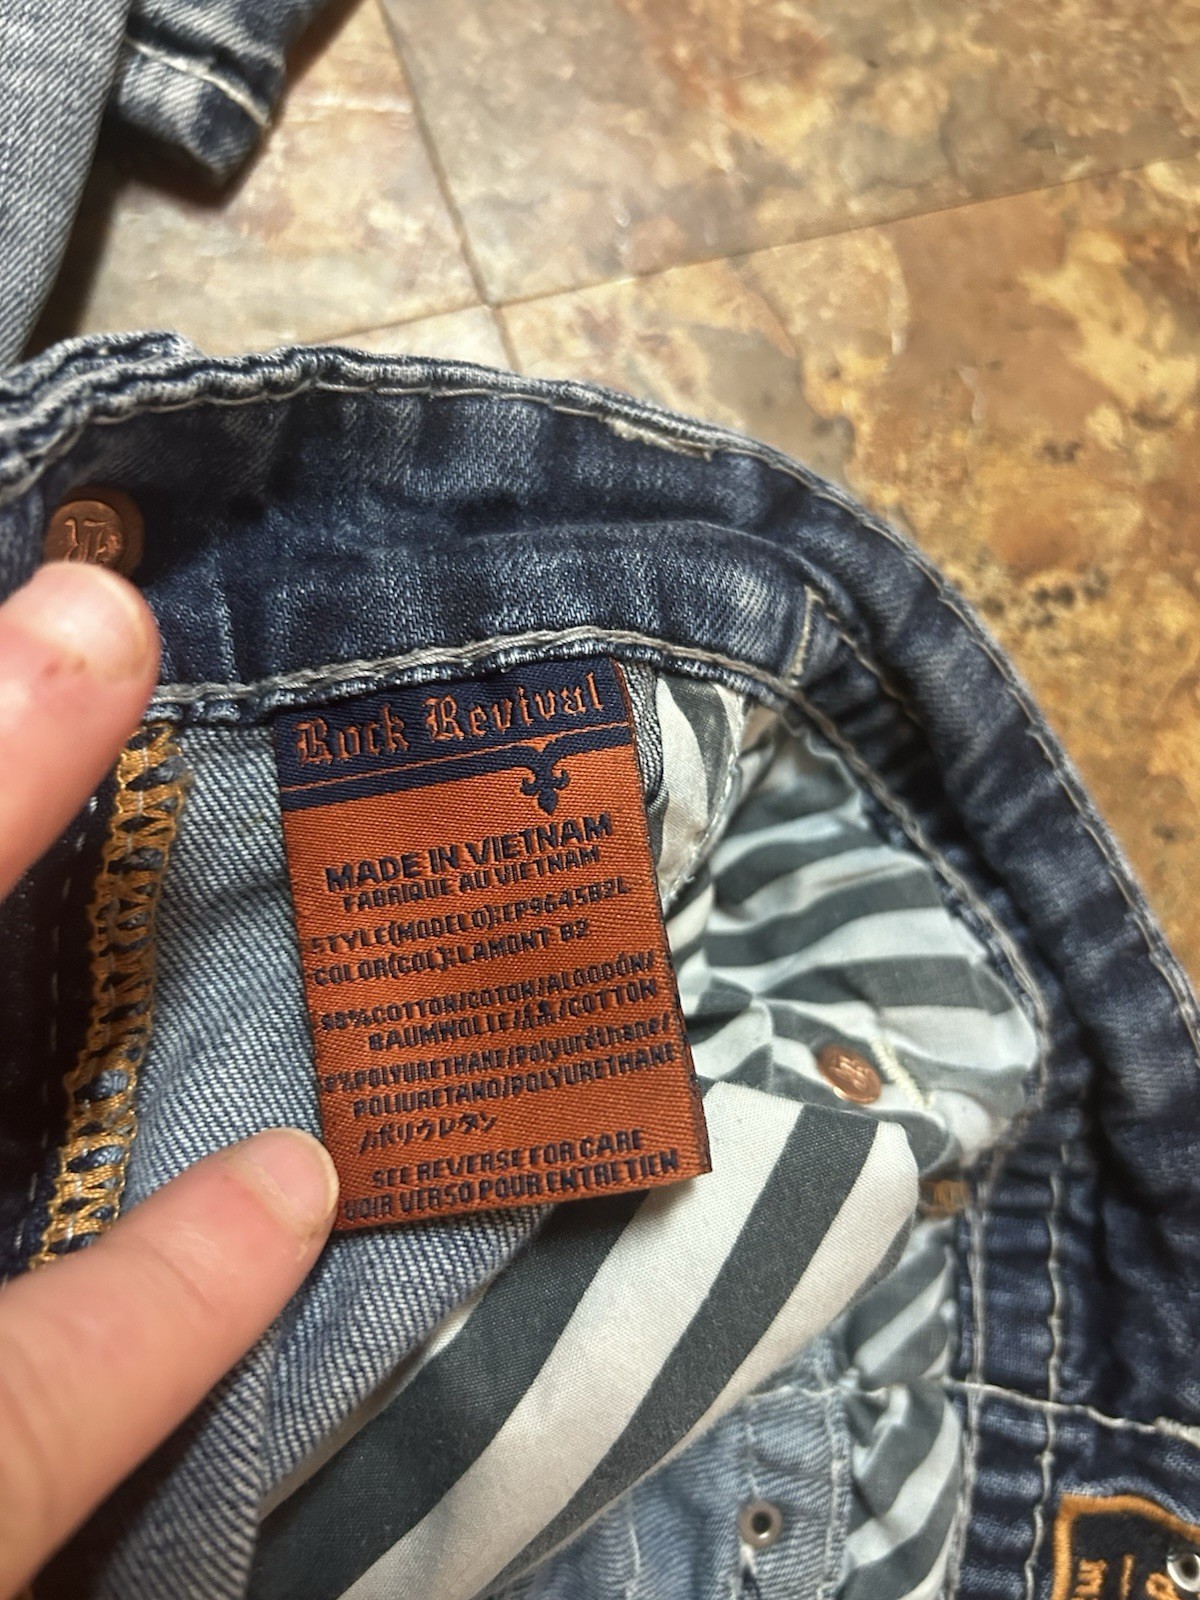 Rock Revival
MADE IN VIETNAM
FABRIQUE AU VIETNAM
STYLE(MODELO):EP9645B2L
COLOR(COL):LAMONT B2
98%COTTON/COTON/ALGODÓN/
BAUMWOLLE/綿/COTTON
2%POLYURETHANE/Polyuréthane/
POLIURETANO/POLYURETHANE
/ポリウレタン
SEE REVERSE FOR CARE
VOIR VERSO POUR ENTRETIEN